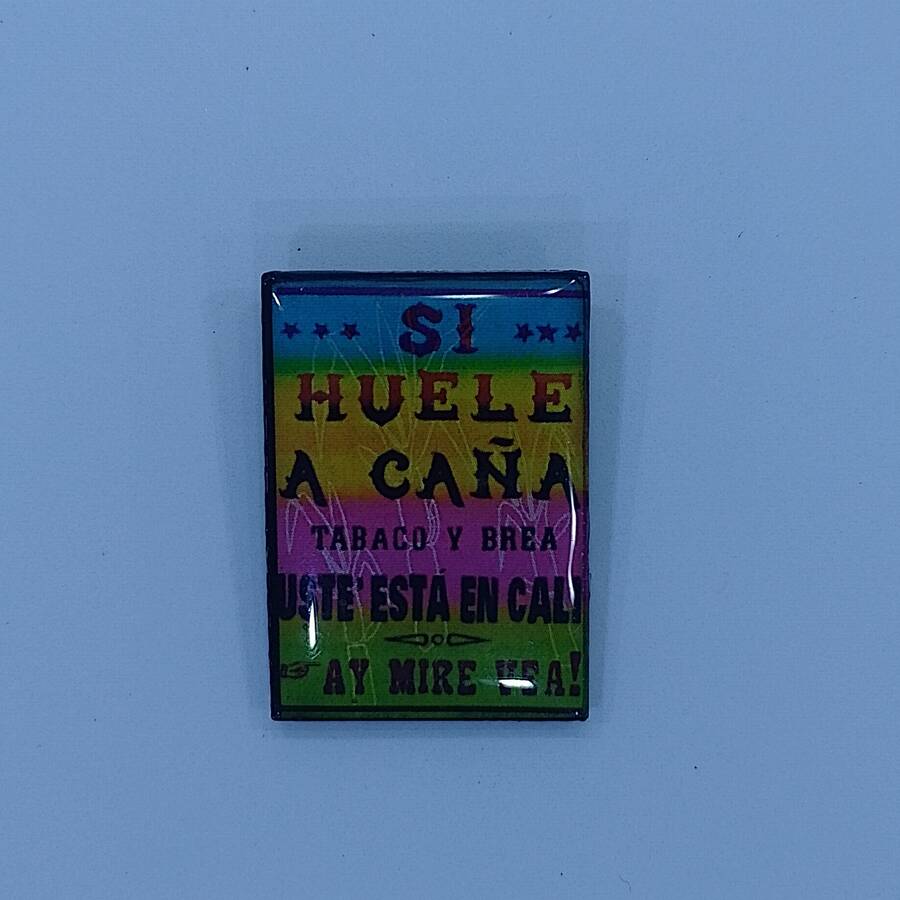 SI
HUELE
A CAÑA
TABACO Y BREA
USTE' ESTÁ EN CALI
AY MIRE VEA!